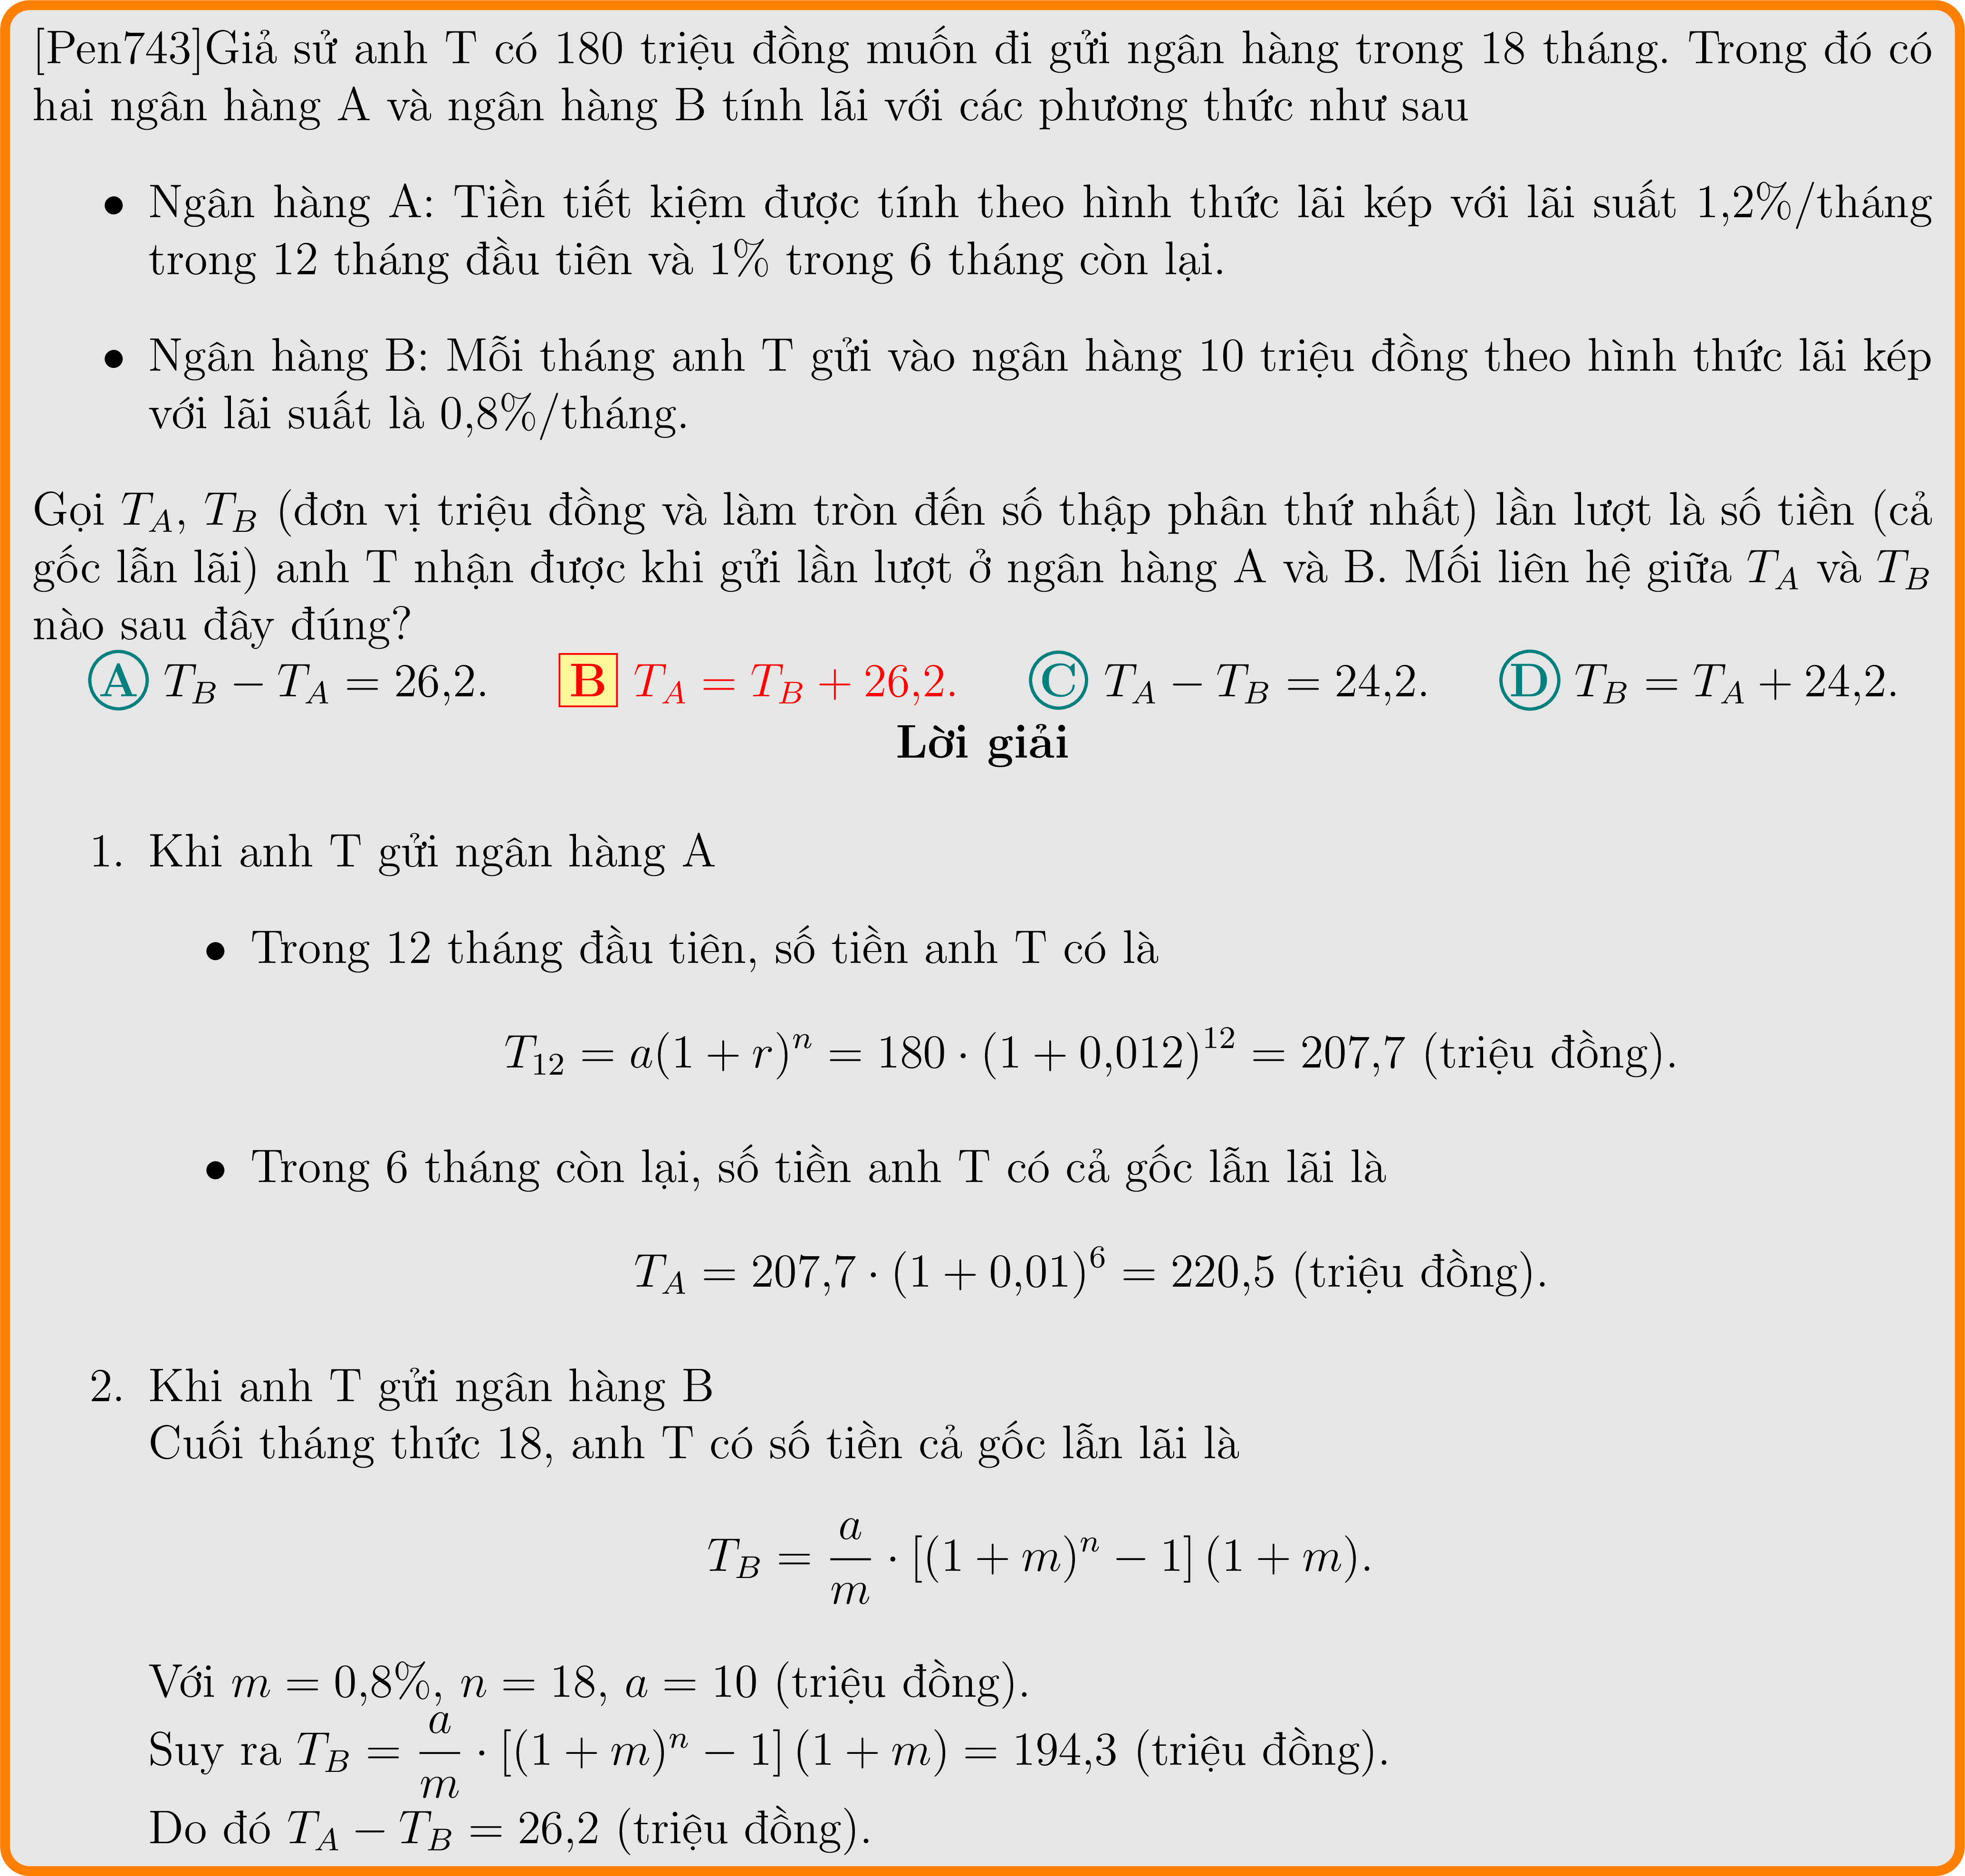 [Pen743]Giả sử anh T có 180 triệu đồng muốn đi gửi ngân hàng trong 18 tháng. Trong đó có
hai ngân hàng A và ngân hàng B tính lãi với các phương thức như sau
• Ngân hàng A: Tiền tiết kiệm được tính theo hình thức lãi kép với lãi suất 1,2%/tháng
trong 12 tháng đầu tiên và 1% trong 6 tháng còn lại.
• Ngân hàng B: Mỗi tháng anh T gửi vào ngân hàng 10 triệu đồng theo hình thức lãi kép
với lãi suất là 0,8%/tháng.
Gọi $T_A$, $T_B$ (đơn vị triệu đồng và làm tròn đến số thập phân thứ nhất) lần lượt là số tiền (cả
gốc lẫn lãi) anh T nhận được khi gửi lần lượt ở ngân hàng A và B. Mối liên hệ giữa $T_A$ và $T_B$
nào sau đây đúng?
A $T_B - T_A = 26{,}2$. B $T_A = T_B + 26{,}2$. C $T_A - T_B = 24{,}2$. D $T_B = T_A + 24{,}2$.
Lời giải
1. Khi anh T gửi ngân hàng A
• Trong 12 tháng đầu tiên, số tiền anh T có là
$T_{12} = a(1 + r)^n = 180 \cdot (1 + 0{,}012)^{12} = 207{,}7$ (triệu đồng).
• Trong 6 tháng còn lại, số tiền anh T có cả gốc lẫn lãi là
$T_A = 207{,}7 \cdot (1 + 0{,}01)^6 = 220{,}5$ (triệu đồng).
2. Khi anh T gửi ngân hàng B
Cuối tháng thức 18, anh T có số tiền cả gốc lẫn lãi là
$T_B = \frac{a}{m} \cdot [(1 + m)^n - 1] (1 + m)$.
Với $m = 0{,}8\%$, $n = 18$, $a = 10$ (triệu đồng).
Suy ra $T_B = \frac{a}{m} \cdot [(1 + m)^n - 1] (1 + m) = 194{,}3$ (triệu đồng).
Do đó $T_A - T_B = 26{,}2$ (triệu đồng).